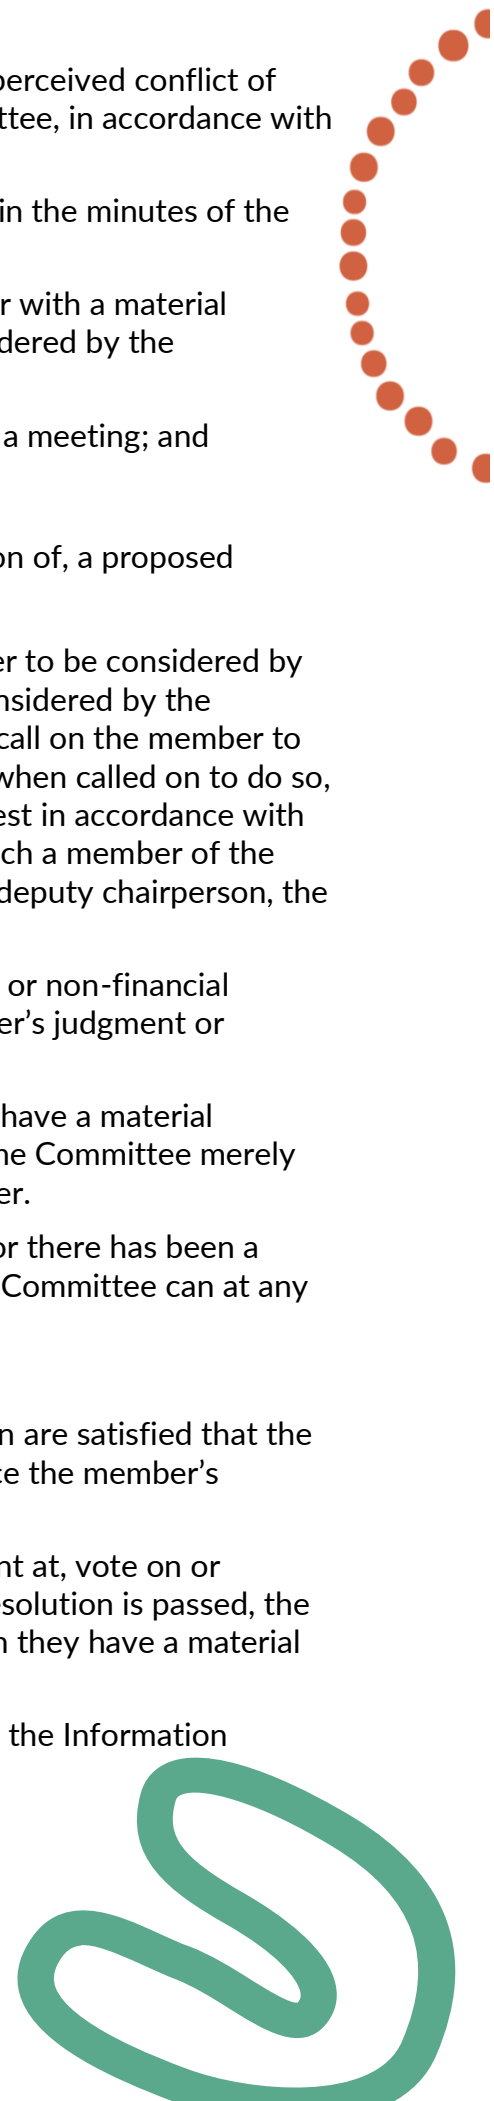 perceived conflict of
ttee, in accordance with
in the minutes of the
r with a material
dered by the
a meeting; and
on of, a proposed
er to be considered by
nsidered by the
call on the member to
when called on to do so,
est in accordance with
ch a member of the
deputy chairperson, the
or non-financial
er’s judgment or
have a material
he Committee merely
er.
or there has been a
Committee can at any
n are satisfied that the
ce the member’s
nt at, vote on or
esolution is passed, the
n they have a material
the Information